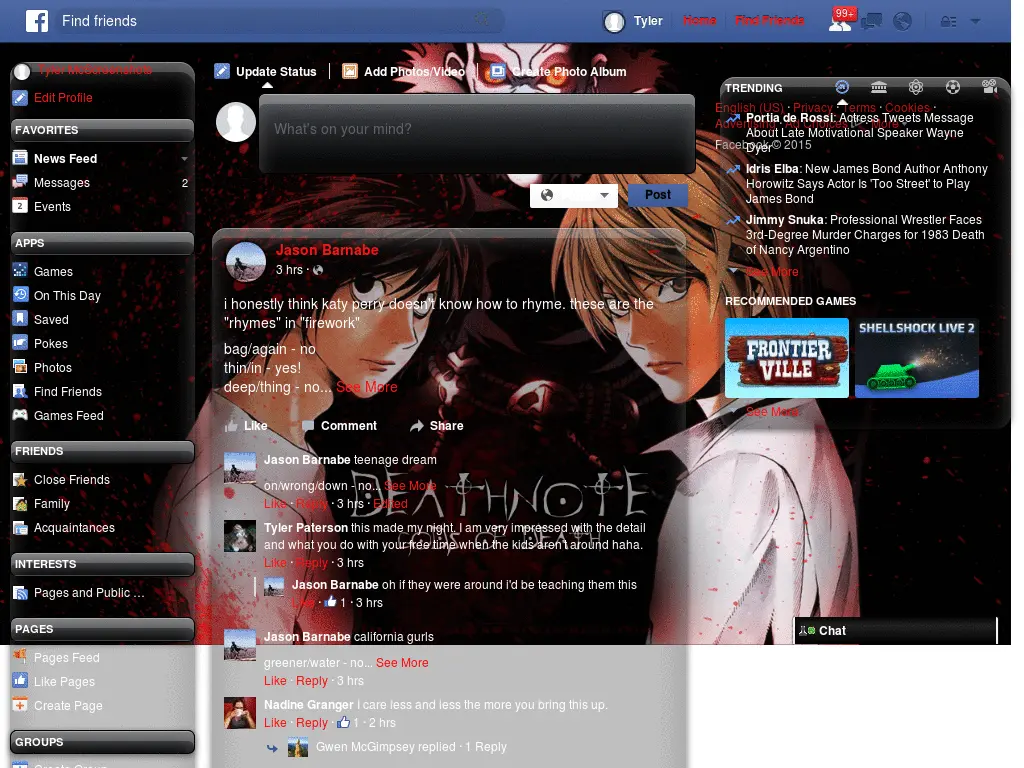 Find friends
Tyler
Home
Find Friends
99+
Tyler McScreenshots
Edit Profile
FAVORITES
News Feed
Messages 2
Events
APPS
Games
On This Day
Saved
Pokes
Photos
Find Friends
Games Feed
FRIENDS
Close Friends
Family
Acquaintances
INTERESTS
Pages and Public ...
PAGES
Pages Feed
Like Pages
Create Page
GROUPS
Create Group
Update Status
Add Photos/Video
Create Photo Album
What's on your mind?
Post
Jason Barnabe
3 hrs ·
i honestly think katy perry doesn't know how to rhyme. these are the
"rhymes" in "firework"
bag/again - no
thin/in - yes!
deep/thing - no... See More
Like Comment Share
Jason Barnabe teenage dream
on/wrong/down - no... See More
Like · Reply · 3 hrs · Edited
Tyler Paterson this made my night. I am very impressed with the detail
and what you do with your free time when the kids aren't around haha.
Like · Reply · 3 hrs
Jason Barnabe oh if they were around i'd be teaching them this
Like · 1 · 3 hrs
Jason Barnabe california gurls
greener/water - no... See More
Like · Reply · 3 hrs
Nadine Granger I care less and less the more you bring this up.
Like · Reply · 1 · 2 hrs
Gwen McGimpsey replied · 1 Reply
DEATHNOTE
TRENDING
English (US) · Privacy · Terms · Cookies ·
Advertising · Ad Choices · More
Facebook © 2015
Portia de Rossi: Actress Tweets Message
About Late Motivational Speaker Wayne
Dyer
Idris Elba: New James Bond Author Anthony
Horowitz Says Actor Is 'Too Street' to Play
James Bond
Jimmy Snuka: Professional Wrestler Faces
3rd-Degree Murder Charges for 1983 Death
of Nancy Argentino
See More
RECOMMENDED GAMES
FRONTIER
VILLE
SHELLSHOCK LIVE 2
See More
Chat